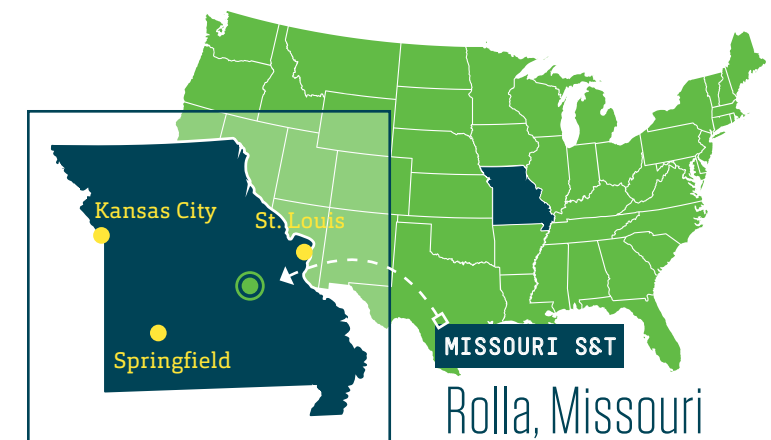 Kansas City
St. Louis
Springfield
MISSOURI S&T
Rolla, Missouri